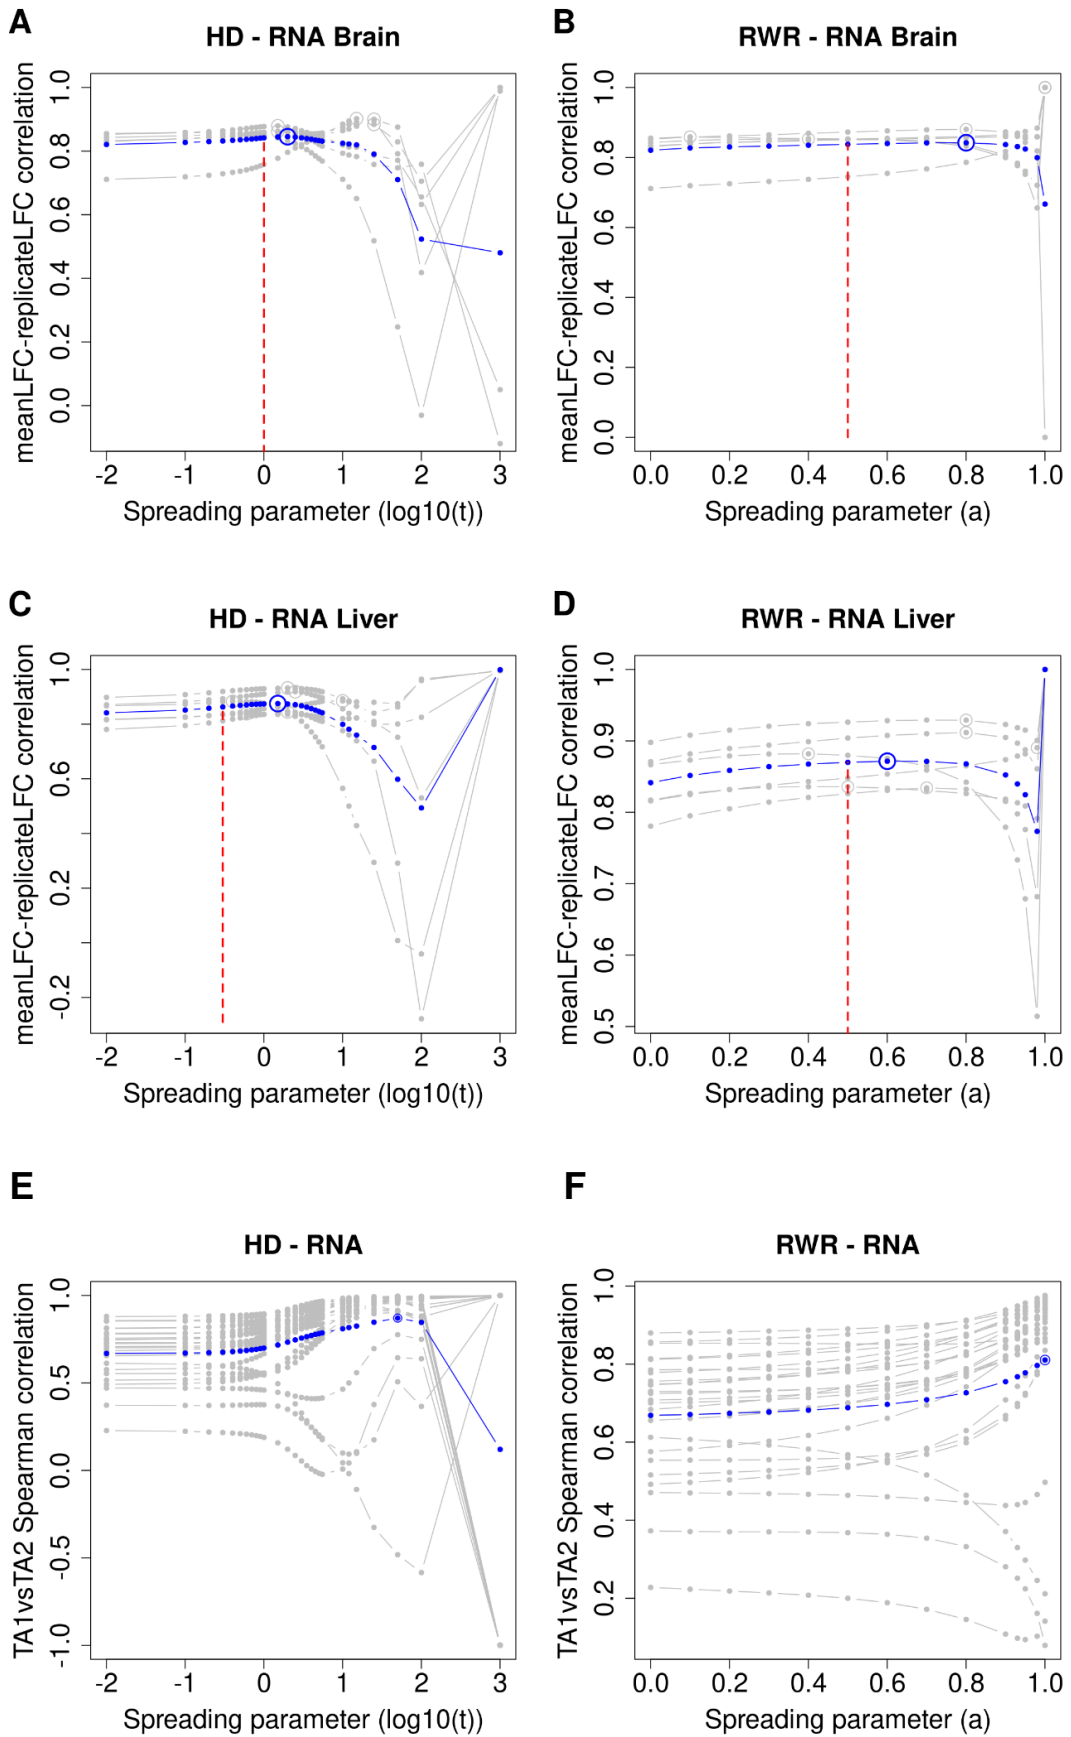 A
HD - RNA Brain
meanLFC-replicateLFC correlation
1.0
0.8
0.6
0.4
0.2
0.0
-2 -1 0 1 2 3
Spreading parameter (log10(t))
B
RWR - RNA Brain
meanLFC-replicateLFC correlation
1.0
0.8
0.6
0.4
0.2
0.0
0.0 0.2 0.4 0.6 0.8 1.0
Spreading parameter (a)
C
HD - RNA Liver
meanLFC-replicateLFC correlation
1.0
0.6
0.2
-0.2
-2 -1 0 1 2 3
Spreading parameter (log10(t))
D
RWR - RNA Liver
meanLFC-replicateLFC correlation
1.0
0.9
0.8
0.7
0.6
0.5
0.0 0.2 0.4 0.6 0.8 1.0
Spreading parameter (a)
E
HD - RNA
TA1vsTA2 Spearman correlation
1.0
0.5
0.0
-0.5
-1.0
-2 -1 0 1 2 3
Spreading parameter (log10(t))
F
RWR - RNA
TA1vsTA2 Spearman correlation
1.0
0.8
0.6
0.4
0.2
0.0 0.2 0.4 0.6 0.8 1.0
Spreading parameter (a)